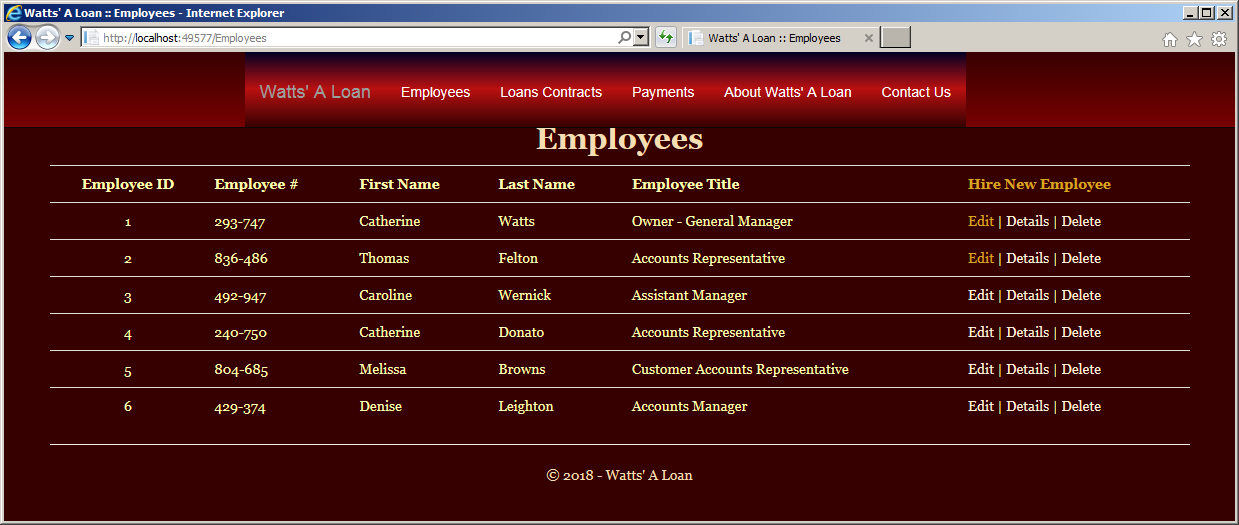 Watts' A Loan :: Employees - Internet Explorer
http://localhost:49577/Employees
Watts' A Loan :: Employees
Watts' A Loan Employees Loans Contracts Payments About Watts' A Loan Contact Us
Employees
Employee ID Employee # First Name Last Name Employee Title Hire New Employee
1 293-747 Catherine Watts Owner - General Manager Edit | Details | Delete
2 836-486 Thomas Felton Accounts Representative Edit | Details | Delete
3 492-947 Caroline Wernick Assistant Manager Edit | Details | Delete
4 240-750 Catherine Donato Accounts Representative Edit | Details | Delete
5 804-685 Melissa Browns Customer Accounts Representative Edit | Details | Delete
6 429-374 Denise Leighton Accounts Manager Edit | Details | Delete
© 2018 - Watts' A Loan